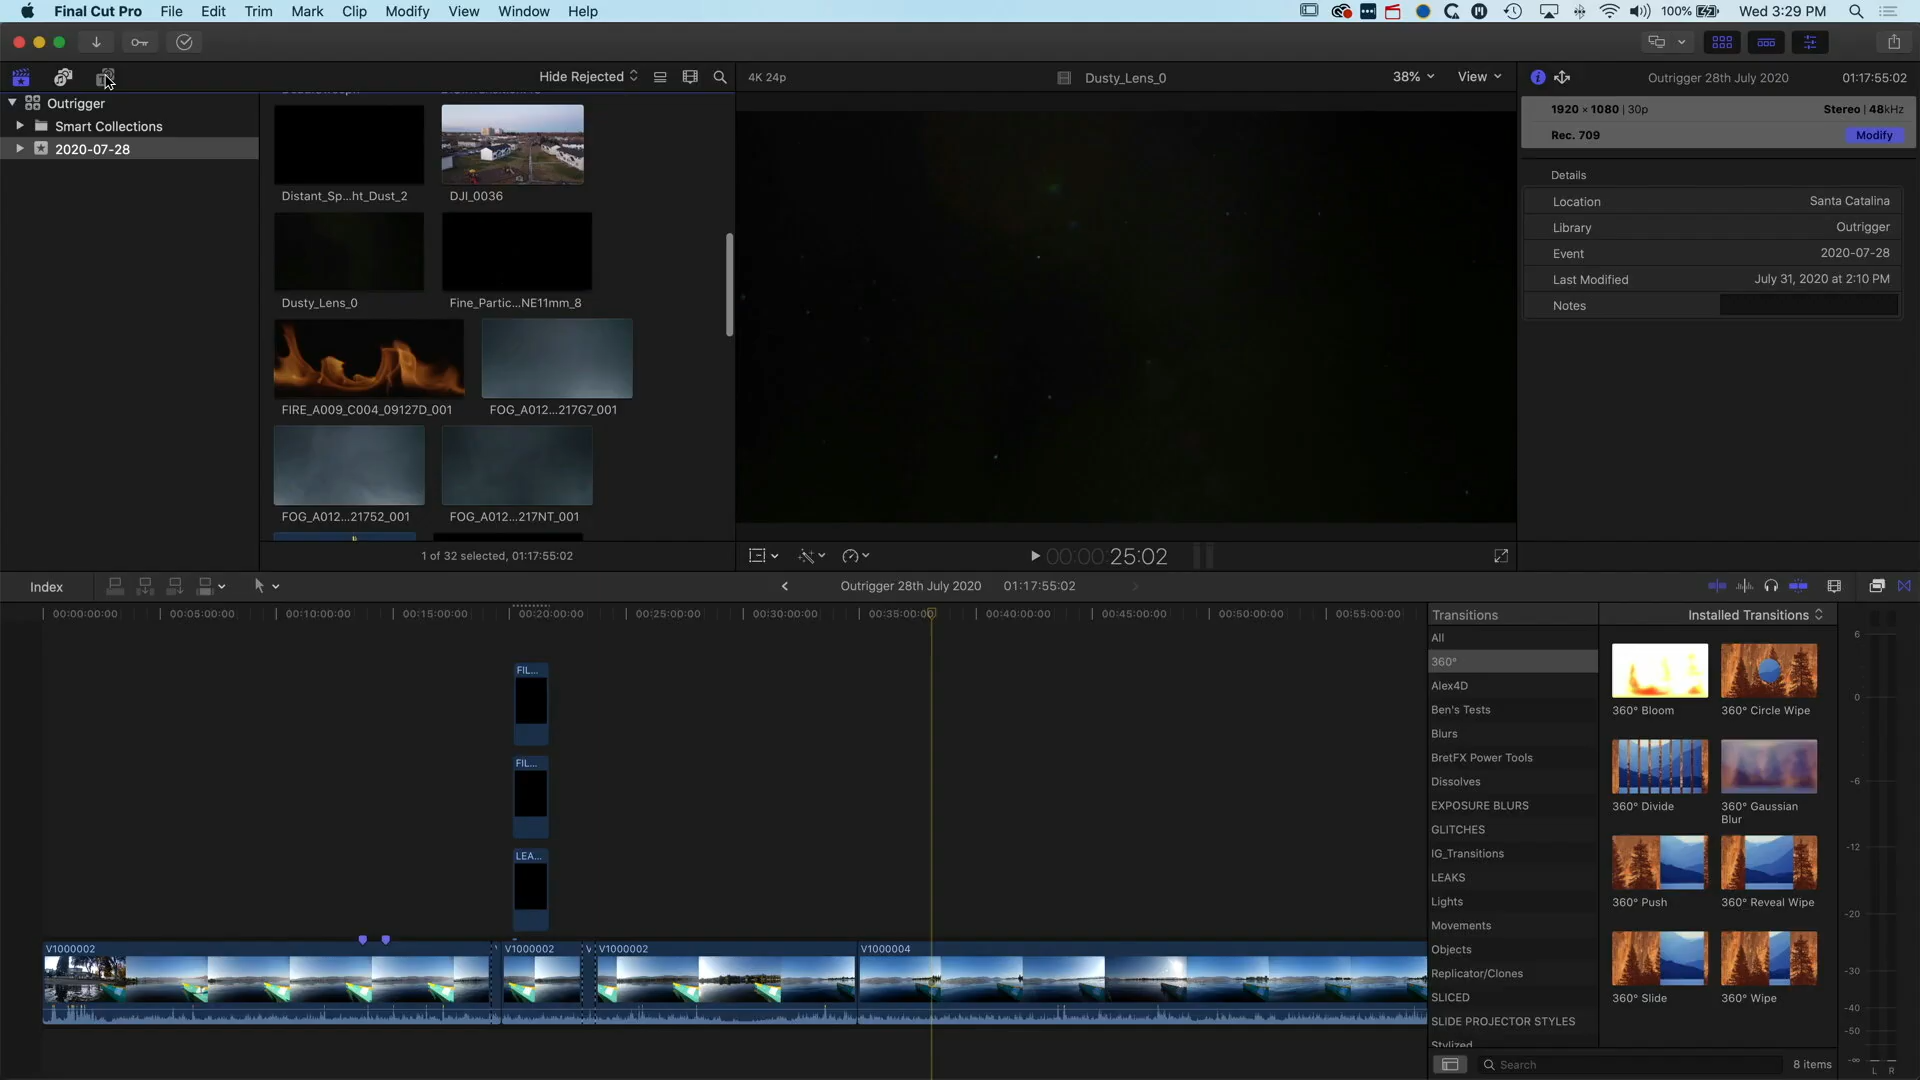 Final Cut Pro File Edit Trim Mark Clip Modify View Window Help 100% Wed 3:29 PM
Hide Rejected 4K 24p Dusty_Lens_0 38% View Outrigger 28th July 2020 01:17:55:02
Outrigger
Smart Collections
2020-07-28
Distant_Sp...ht_Dust_2 DJI_0036
Dusty_Lens_0 Fine_Partic...NE11mm_8
FIRE_A009_C004_09127D_001 FOG_A012...217G7_001
FOG_A012...21752_001 FOG_A012...217NT_001
1 of 32 selected, 01:17:55:02
00:00:00:25:02
1920 × 1080 | 30p Stereo | 48kHz
Rec. 709 Modify
Details
Location Santa Catalina
Library Outrigger
Event 2020-07-28
Last Modified July 31, 2020 at 2:10 PM
Notes
Index Outrigger 28th July 2020 01:17:55:02
00:00:00:00 00:05:00:00 00:10:00:00 00:15:00:00 00:20:00:00 00:25:00:00 00:30:00:00 00:35:00:00 00:40:00:00 00:45:00:00 00:50:00:00 00:55:00:00
FIL...
FIL...
LEA...
V1000002 V1000002 V V1000002 V1000004
Transitions Installed Transitions
All
360°
Alex4D
Ben's Tests
Blurs
BretFX Power Tools
Dissolves
EXPOSURE BLURS
GLITCHES
IG_Transitions
LEAKS
Lights
Movements
Objects
Replicator/Clones
SLICED
SLIDE PROJECTOR STYLES
Stylized
360° Bloom 360° Circle Wipe
360° Divide 360° Gaussian
Blur
360° Push 360° Reveal Wipe
360° Slide 360° Wipe
Search 8 items
6
0
-6
-12
-20
-30
-40
-50
-∞
L R